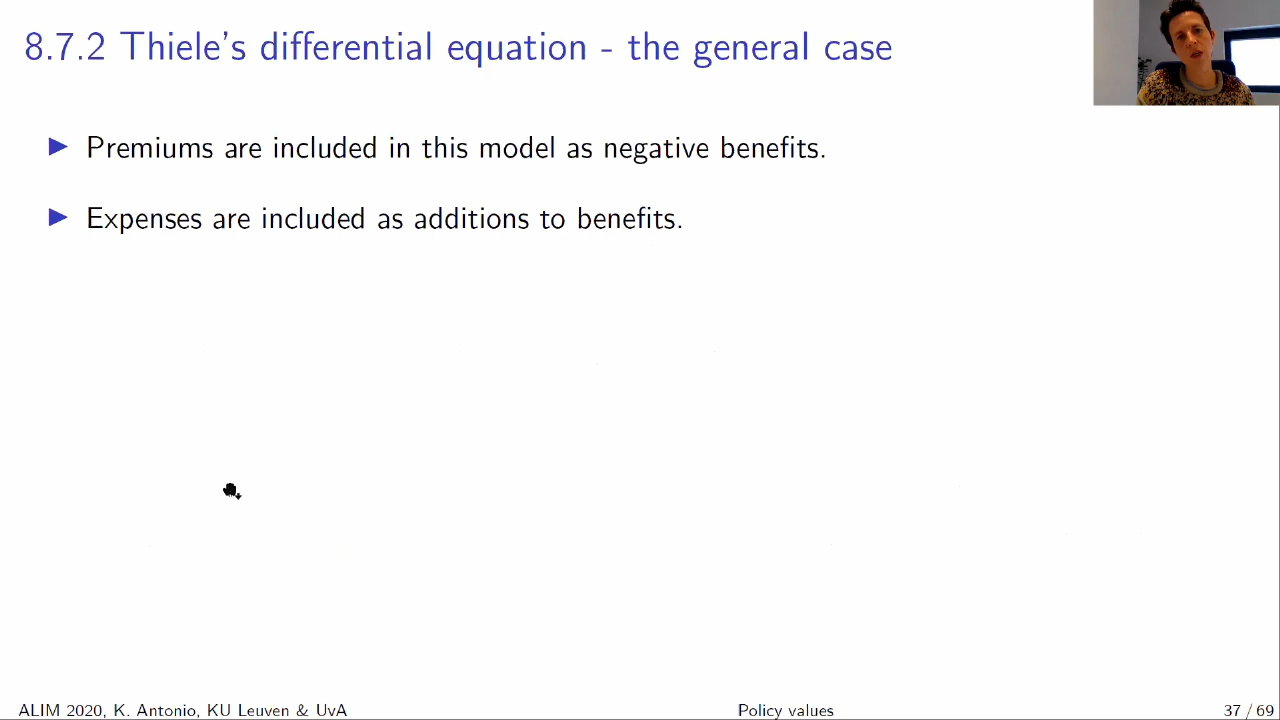 8.7.2 Thiele's differential equation - the general case
▶ Premiums are included in this model as negative benefits.
▶ Expenses are included as additions to benefits.
ALIM 2020, K. Antonio, KU Leuven & UvA
Policy values
37 / 69